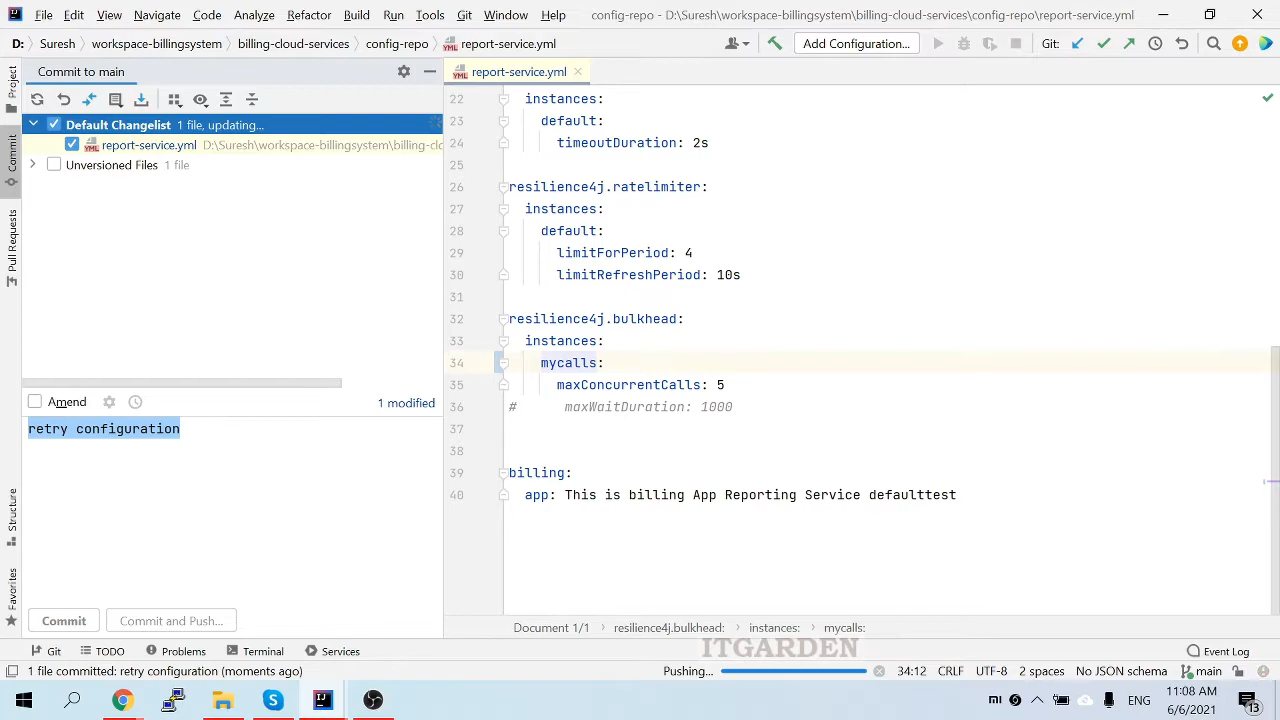 File Edit View Navigate Code Analyze Refactor Build Run Tools Git Window Help config-repo - D:\Suresh\workspace-billingsystem\billing-cloud-services\config-repo\report-service.yml
D: Suresh workspace-billingsystem billing-cloud-services config-repo report-service.yml Add Configuration... Git:
Project
Commit
Pull Requests
Structure
Favorites
Commit to main
Default Changelist 1 file, updating...
report-service.yml D:\Suresh\workspace-billingsystem\billing-clo
Unversioned Files 1 file
Amend 1 modified
retry configuration
Commit Commit and Push...
report-service.yml
22 instances:
23 default:
24 timeoutDuration: 2s
25
26 resilience4j.ratelimiter:
27 instances:
28 default:
29 limitForPeriod: 4
30 limitRefreshPeriod: 10s
31
32 resilience4j.bulkhead:
33 instances:
34 mycalls:
35 maxConcurrentCalls: 5
36 # maxWaitDuration: 1000
37
38
39 billing:
40 app: This is billing App Reporting Service defaulttest
Document 1/1 resilience4j.bulkhead: instances: mycalls:
ITGARDEN
Git TODO Problems Terminal Services Event Log
1 file committed: retry configuration (moments ago) Pushing... 34:12 CRLF UTF-8 2 spaces No JSON schema main
ENG 11:08 AM
6/6/2021
13